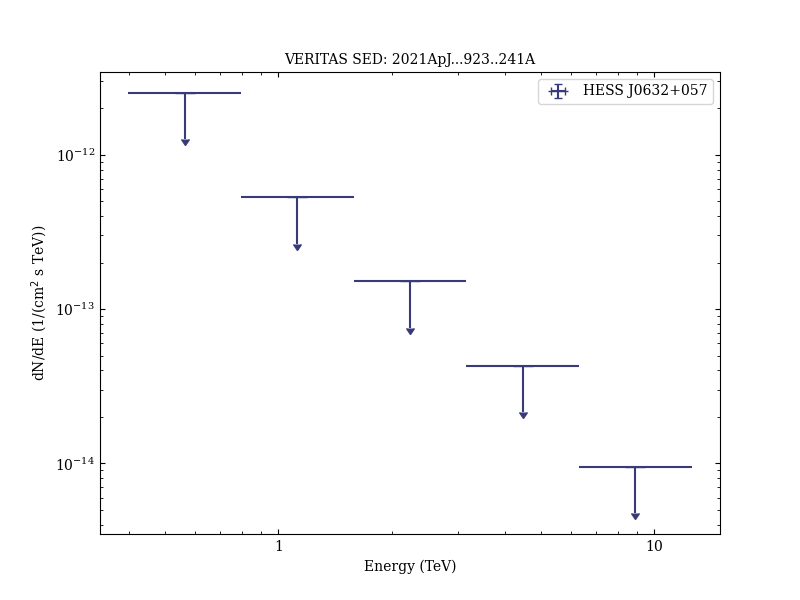 VERITAS SED: 2021ApJ...923..241A
HESS J0632+057
10⁻¹²
10⁻¹³
10⁻¹⁴
dN/dE (1/(cm² s TeV))
1
10
Energy (TeV)